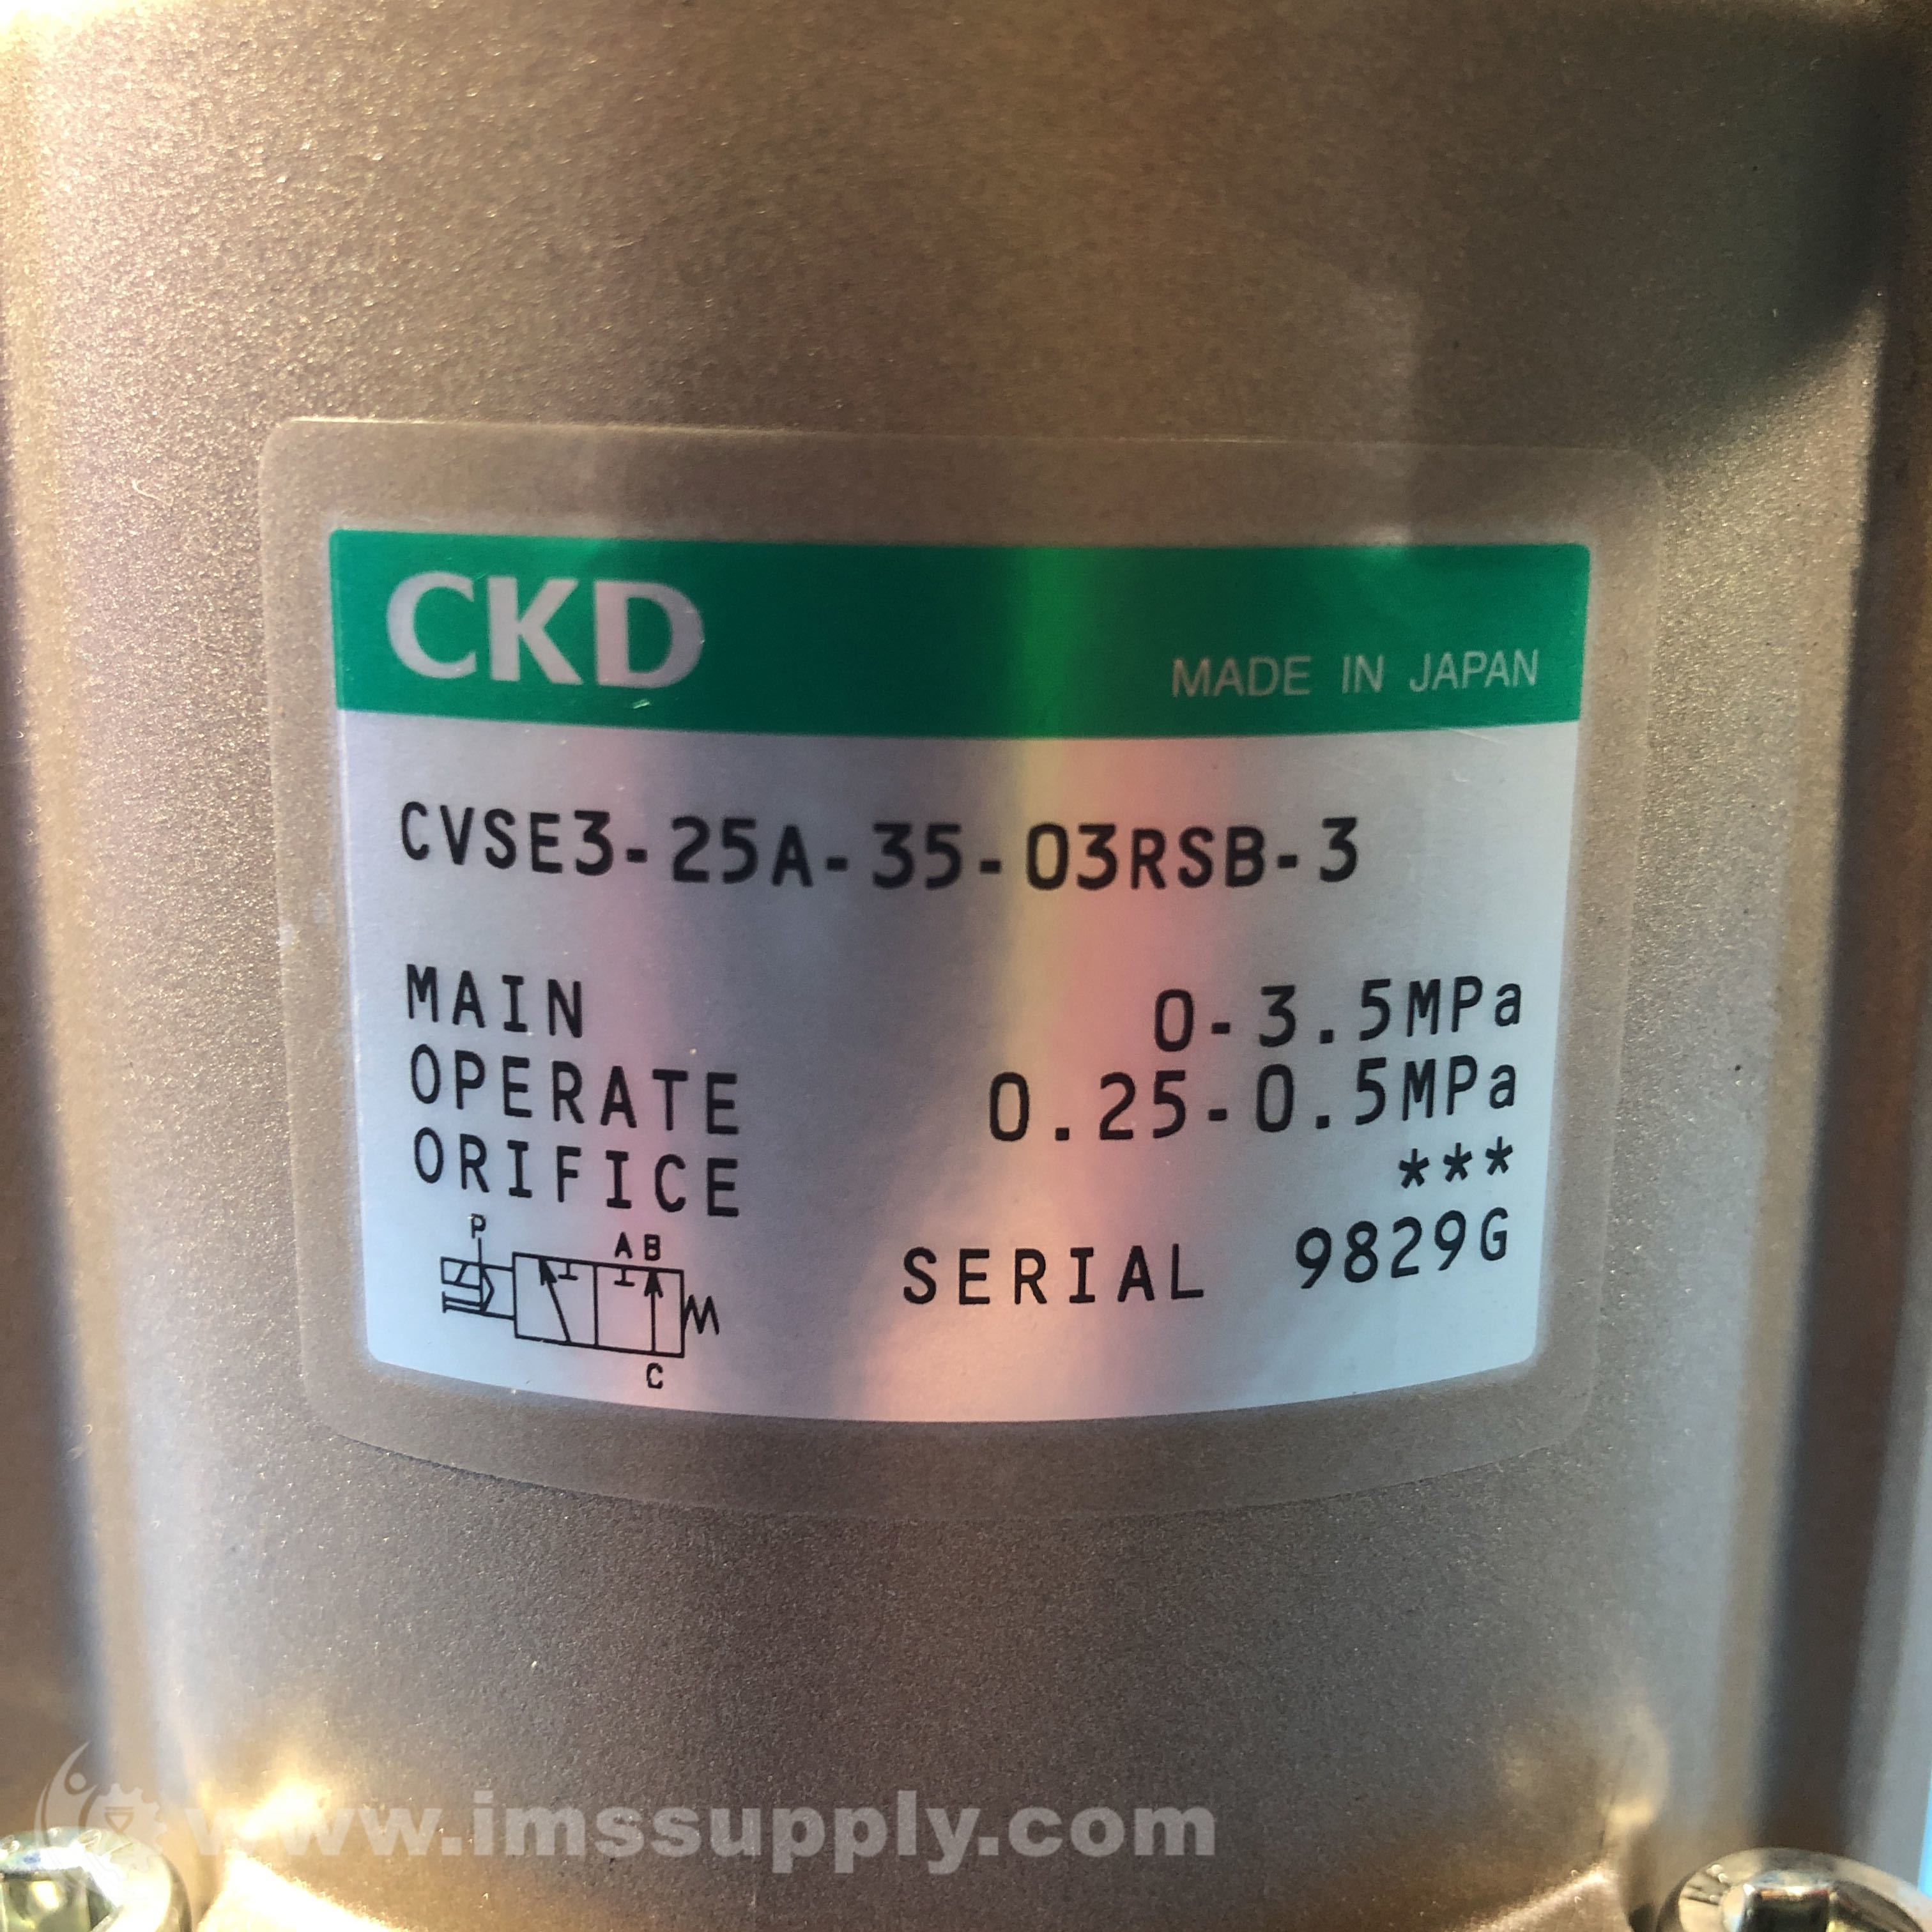 CKD
MADE IN JAPAN
CVSE3-25A-35-03RSB-3
MAIN 0-3.5MPa
OPERATE 0.25-0.5MPa
ORIFICE ***
P
A B
SERIAL 9829G
C
www.imssupply.com